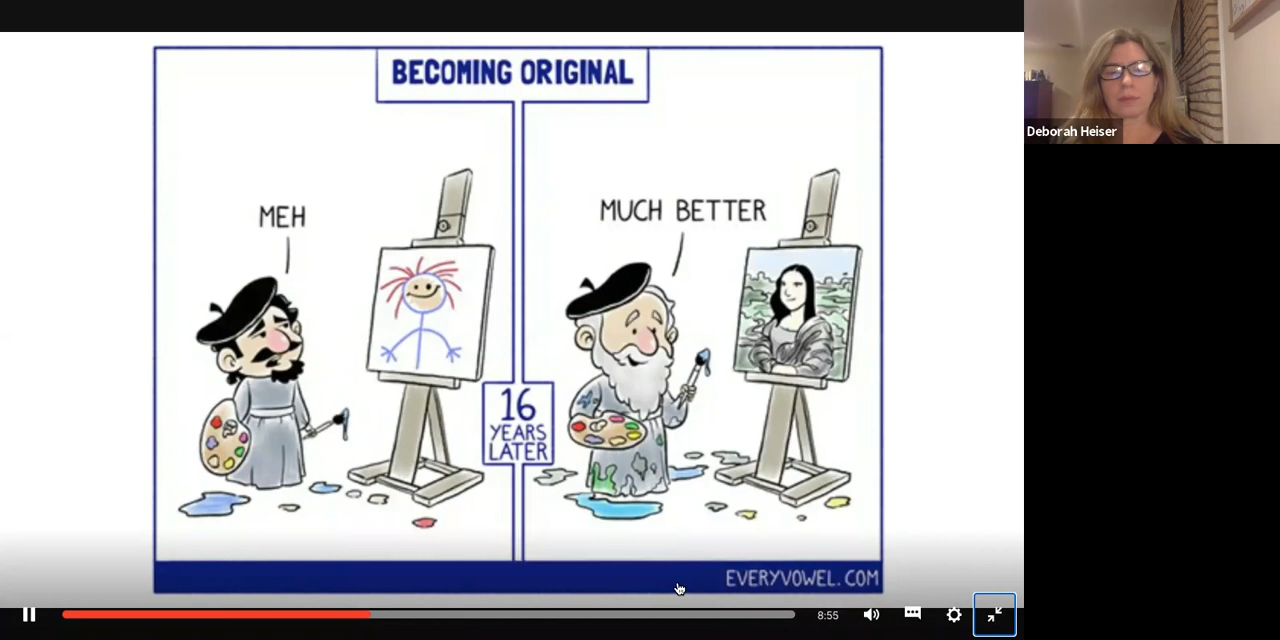 BECOMING ORIGINAL
MEH
MUCH BETTER
16
YEARS
LATER
EVERYVOWEL.COM
8:55
Deborah Heiser